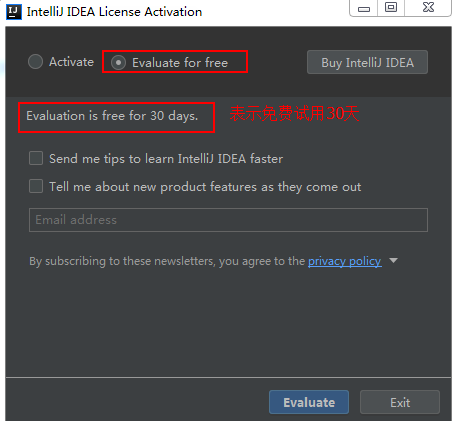 IJ IntelliJ IDEA License Activation
Activate Evaluate for free Buy IntelliJ IDEA
Evaluation is free for 30 days. 表示免费试用30天
Send me tips to learn IntelliJ IDEA faster
Tell me about new product features as they come out
Email address
By subscribing to these newsletters, you agree to the privacy policy
Evaluate Exit